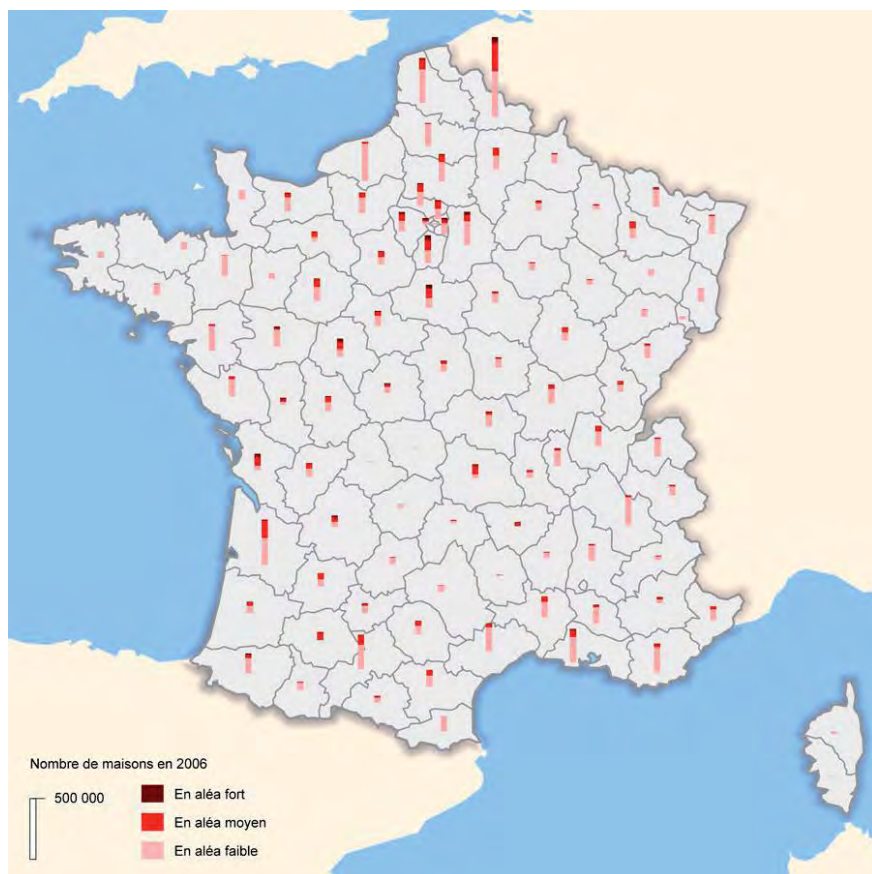 Nombre de maisons en 2006
500 000
En aléa fort
En aléa moyen
En aléa faible